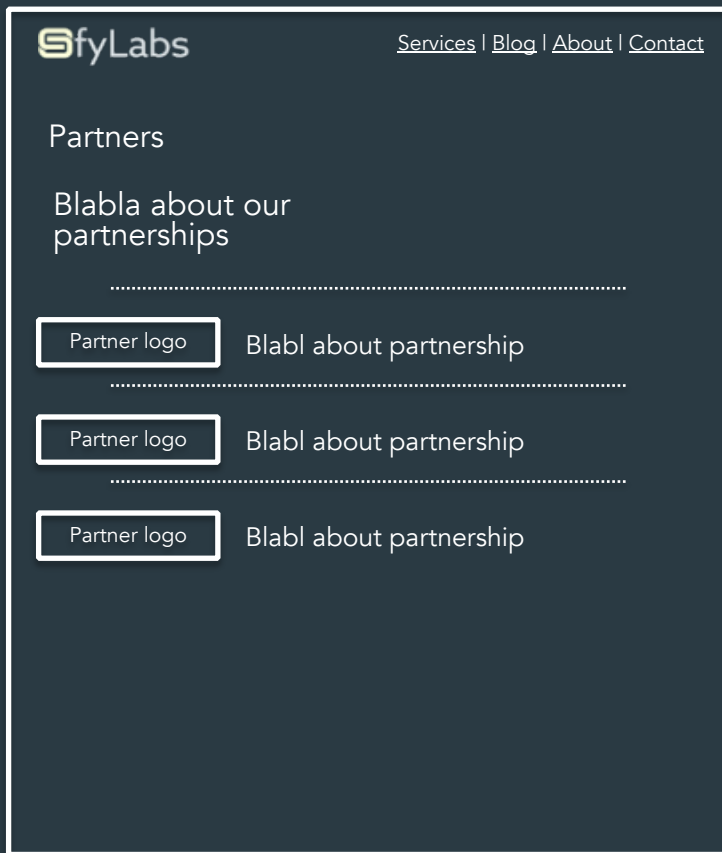 SfyLabs
Services | Blog | About | Contact
Partners
Blabla about our
partnerships
Partner logo
Blabl about partnership
Partner logo
Blabl about partnership
Partner logo
Blabl about partnership